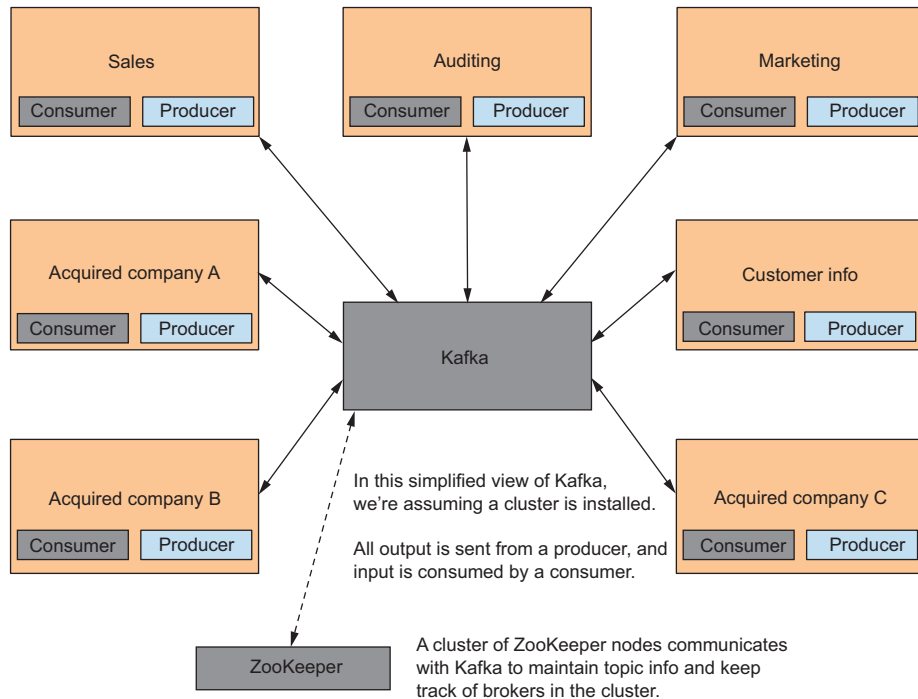 Sales
Consumer
Producer
Auditing
Consumer
Producer
Marketing
Consumer
Producer
Acquired company A
Consumer
Producer
Customer info
Consumer
Producer
Kafka
Acquired company B
Consumer
Producer
In this simplified view of Kafka,
we’re assuming a cluster is installed.
All output is sent from a producer, and
input is consumed by a consumer.
Acquired company C
Consumer
Producer
ZooKeeper
A cluster of ZooKeeper nodes communicates
with Kafka to maintain topic info and keep
track of brokers in the cluster.